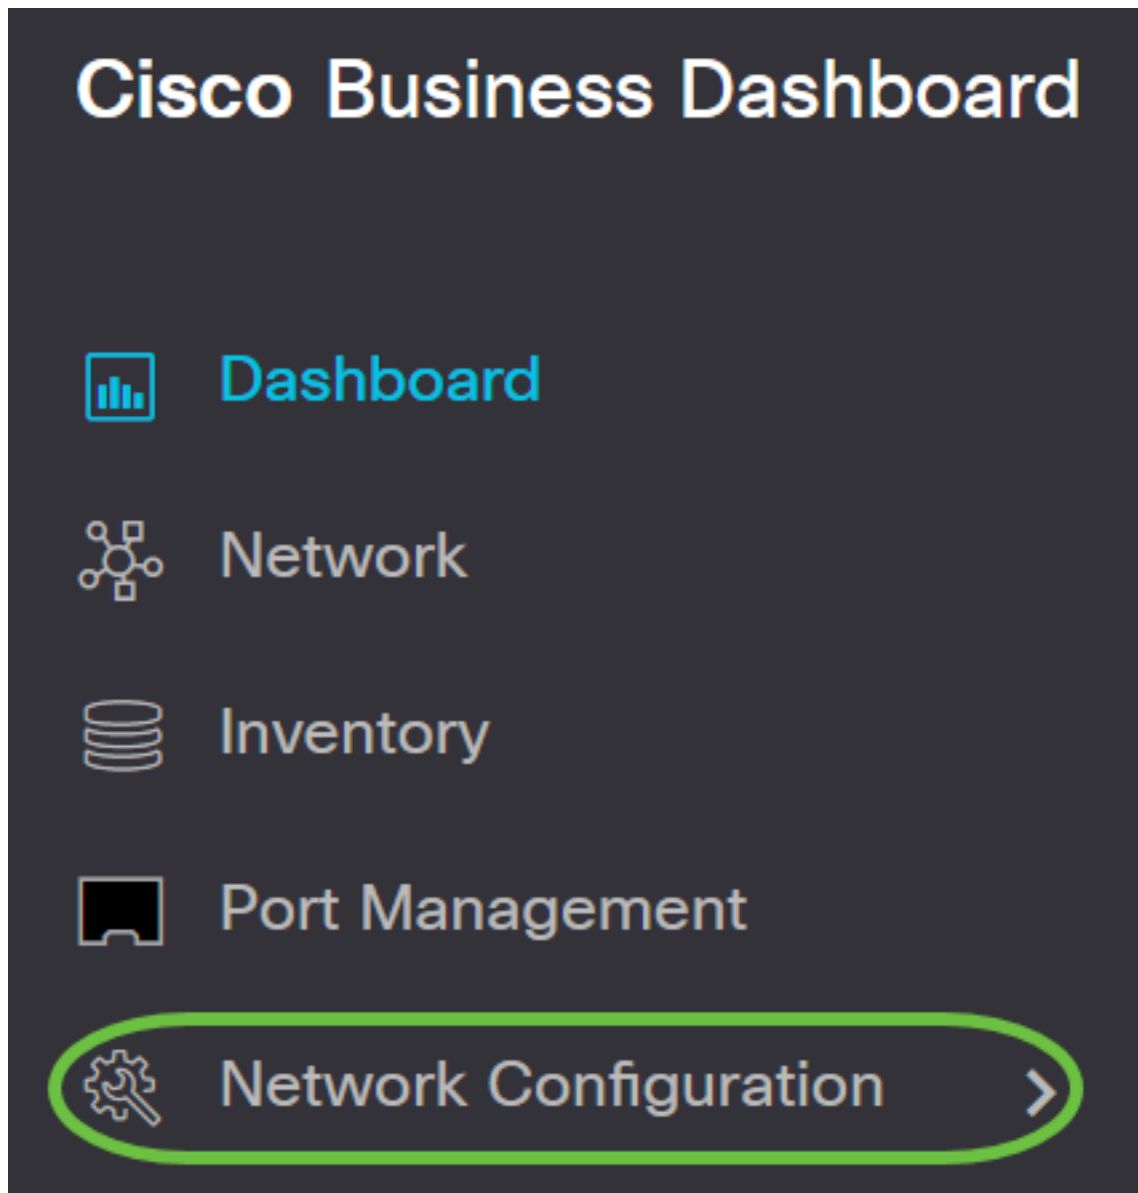 Cisco Business Dashboard
Dashboard
Network
Inventory
Port Management
Network Configuration